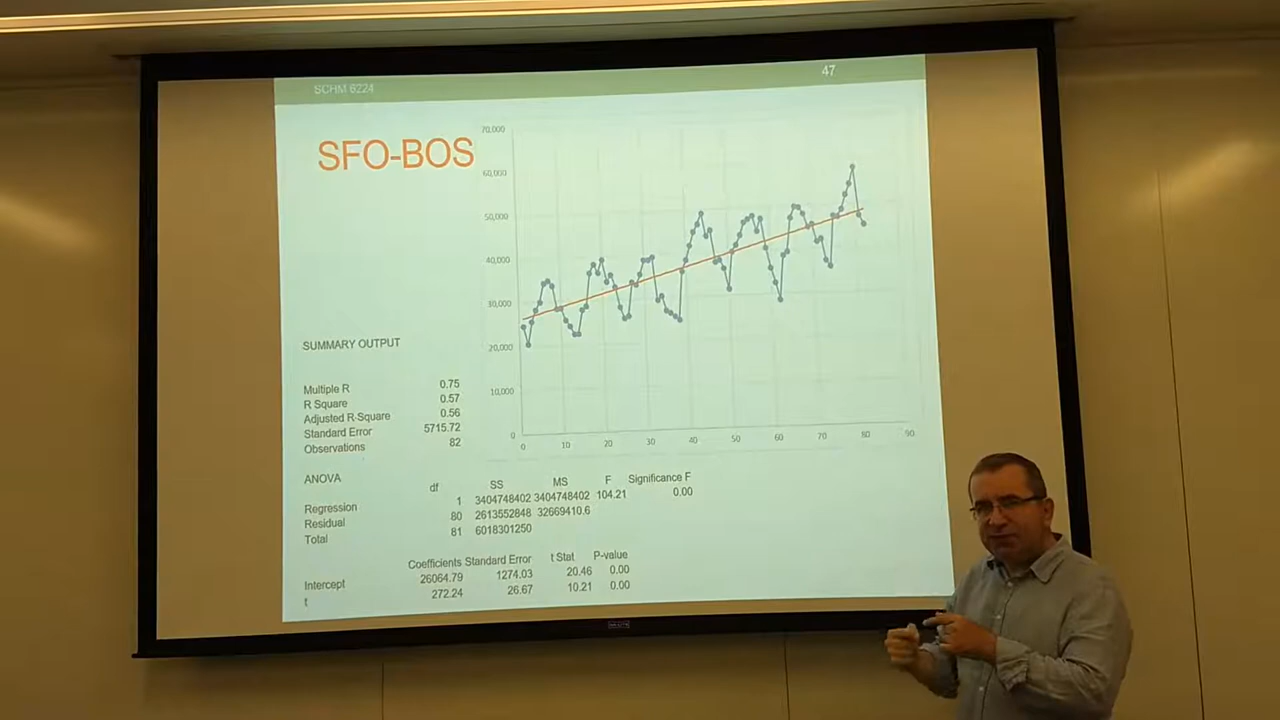 SCHM 6224
47
SFO-BOS
70,000
60,000
50,000
40,000
30,000
20,000
10,000
0
0 10 20 30 40 50 60 70 80 90
SUMMARY OUTPUT
Multiple R 0.75
R Square 0.57
Adjusted R-Square 0.56
Standard Error 5715.72
Observations 82
ANOVA
df SS MS F Significance F
Regression 1 3404748402 3404748402 104.21 0.00
Residual 80 2613552848 32669410.6
Total 81 6018301250
Coefficients Standard Error t Stat P-value
Intercept 26064.79 1274.03 20.46 0.00
t 272.24 26.67 10.21 0.00